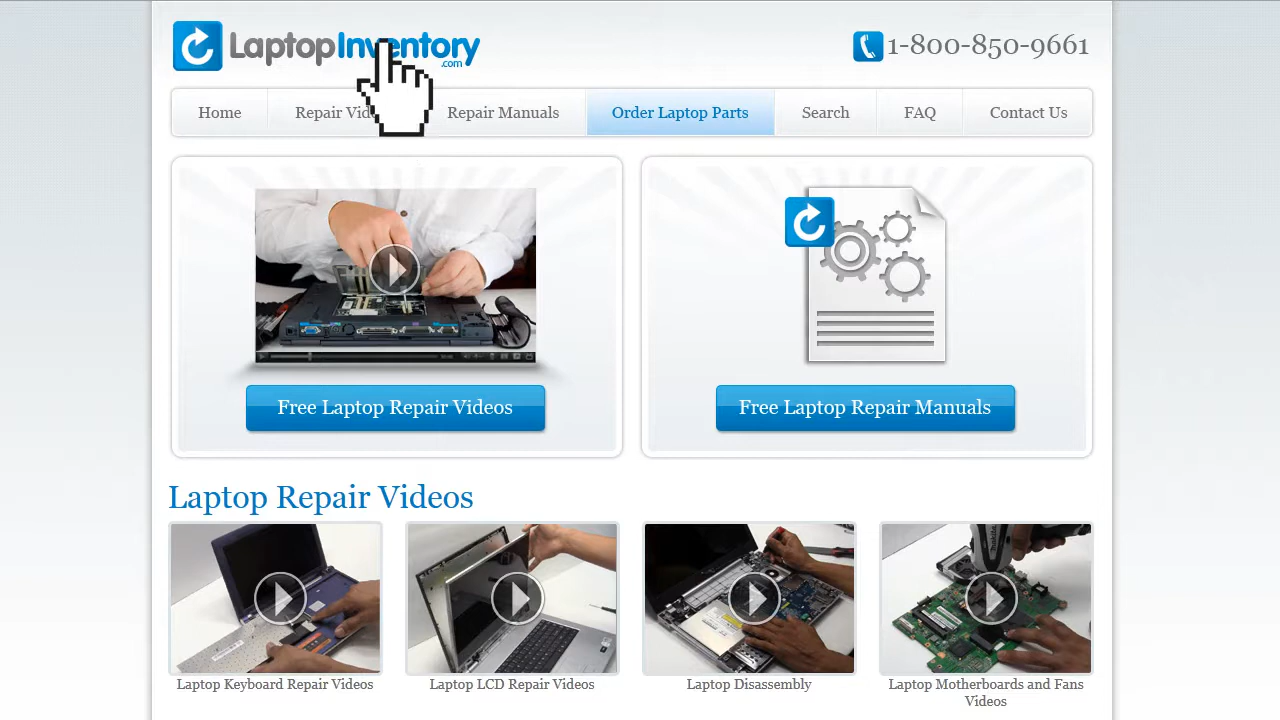 LaptopInventory
.com
1-800-850-9661
Home
Repair Vid
Repair Manuals
Order Laptop Parts
Search
FAQ
Contact Us
Free Laptop Repair Videos
Free Laptop Repair Manuals
Laptop Repair Videos
Laptop Keyboard Repair Videos
Laptop LCD Repair Videos
Laptop Disassembly
Laptop Motherboards and Fans
Videos